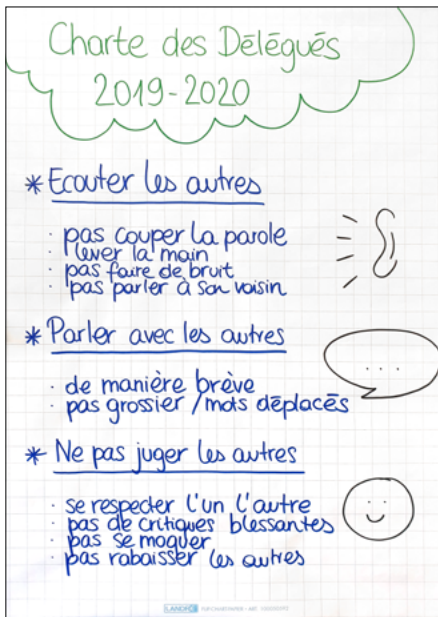 Charte des Délégués
2019-2020
* Ecouter les autres
· pas couper la parole
· lever la main
· pas faire de bruit
· pas parler à son voisin
* Parler avec les autres
...
· de manière brève
· pas grossier / mots déplacés
* Ne pas juger les autres
· se respecter l'un l'autre
· pas de critiques blessantes
· pas se moquer
· pas rabaisser les autres
LANDRÉ